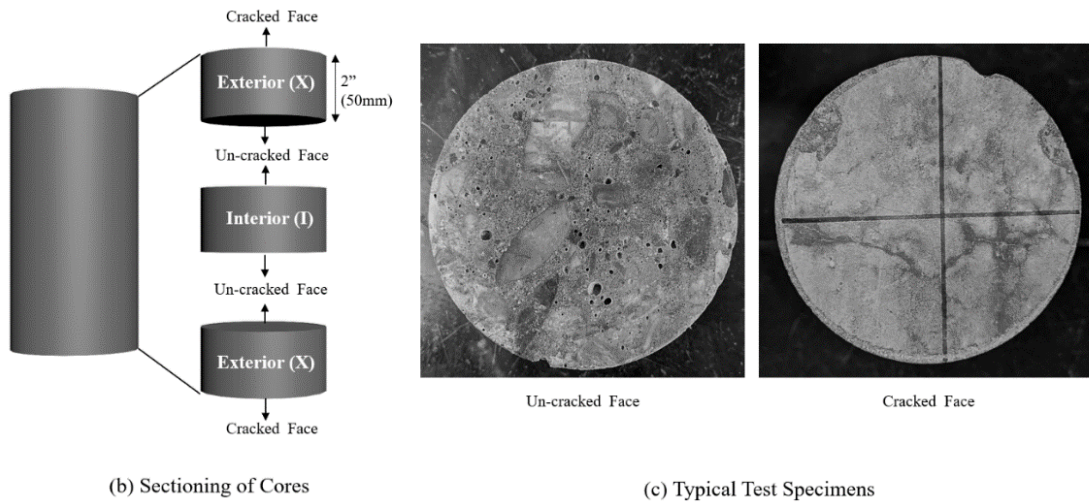 Cracked Face
Exterior (X)
2”
(50mm)
Un-cracked Face
Interior (I)
Un-cracked Face
Exterior (X)
Cracked Face
(b) Sectioning of Cores
Un-cracked Face
Cracked Face
(c) Typical Test Specimens